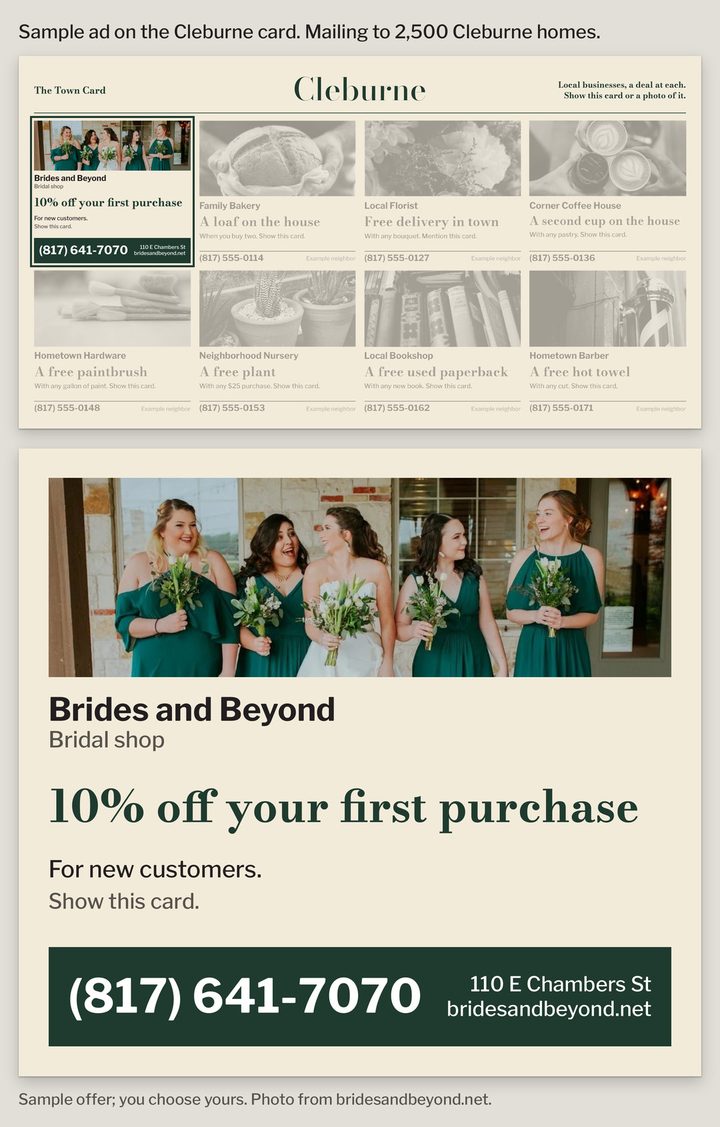 Sample ad on the Cleburne card. Mailing to 2,500 Cleburne homes.
The Town Card
Cleburne
Local businesses, a deal at each.
Show this card or a photo of it.
Brides and Beyond
Bridal shop
10% off your first purchase
For new customers.
Show this card.
(817) 641-7070
110 E Chambers St
bridesandbeyond.net
Family Bakery
A loaf on the house
When you buy two. Show this card.
(817) 555-0114
Example neighbor
Local Florist
Free delivery in town
With any bouquet. Mention this card.
(817) 555-0127
Example neighbor
Corner Coffee House
A second cup on the house
With any pastry. Show this card.
(817) 555-0136
Example neighbor
Hometown Hardware
A free paintbrush
With any gallon of paint. Show this card.
(817) 555-0148
Example neighbor
Neighborhood Nursery
A free plant
With any $25 purchase. Show this card.
(817) 555-0153
Example neighbor
Local Bookshop
A free used paperback
With any new book. Show this card.
(817) 555-0162
Example neighbor
Hometown Barber
A free hot towel
With any cut. Show this card.
(817) 555-0171
Example neighbor
Brides and Beyond
Bridal shop
10% off your first purchase
For new customers.
Show this card.
(817) 641-7070
110 E Chambers St
bridesandbeyond.net
Sample offer; you choose yours. Photo from bridesandbeyond.net.